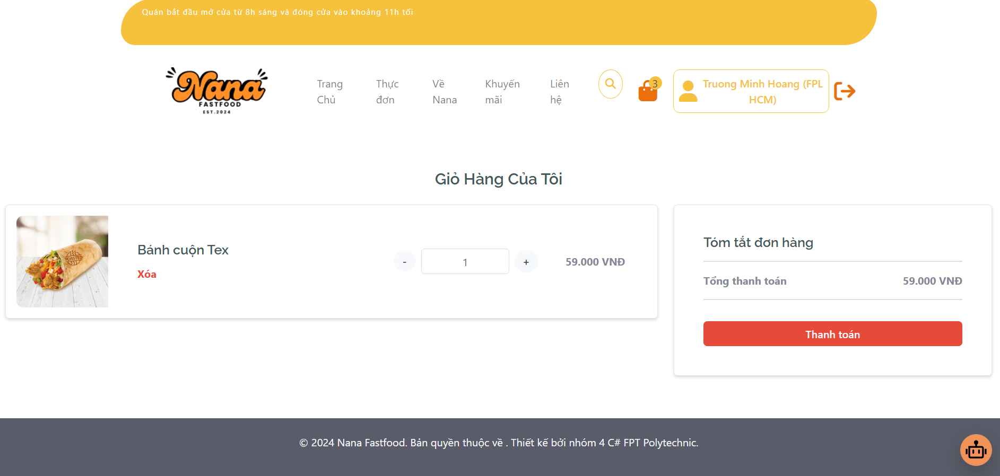 Quán bắt đầu mở cửa từ 8h sáng và đóng cửa vào khoảng 11h tối
Nana
FASTFOOD
EST.2024
Trang
Chủ
Thực
đơn
Về
Nana
Khuyến
mãi
Liên
hệ
3
Truong Minh Hoang (FPL
HCM)
Giỏ Hàng Của Tôi
TOASTED
Bánh cuộn Tex
Xóa
-
1
+
59.000 VNĐ
Tóm tắt đơn hàng
Tổng thanh toán 59.000 VNĐ
Thanh toán
© 2024 Nana Fastfood. Bản quyền thuộc về . Thiết kế bởi nhóm 4 C# FPT Polytechnic.